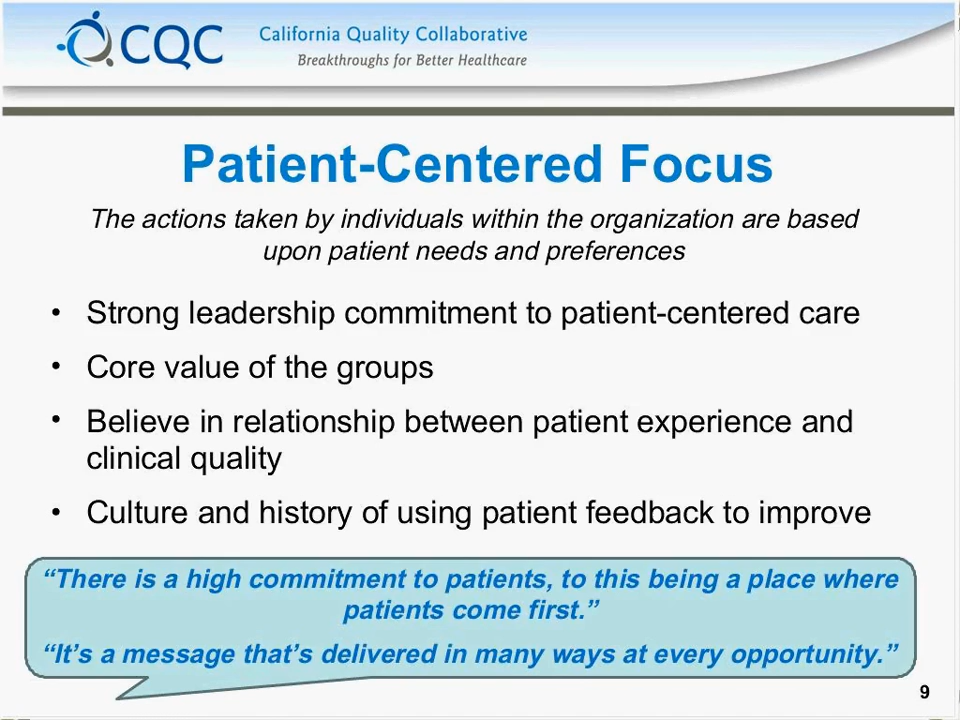 CQC
California Quality Collaborative
Breakthroughs for Better Healthcare
Patient-Centered Focus
The actions taken by individuals within the organization are based
upon patient needs and preferences
• Strong leadership commitment to patient-centered care
• Core value of the groups
• Believe in relationship between patient experience and
clinical quality
• Culture and history of using patient feedback to improve
“There is a high commitment to patients, to this being a place where
patients come first.”
“It’s a message that’s delivered in many ways at every opportunity.”
9